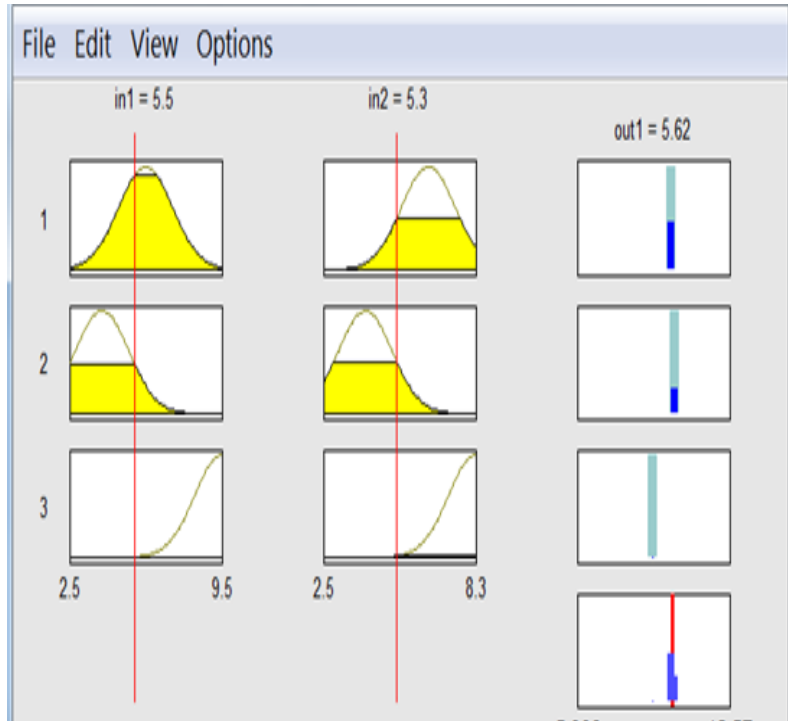 File Edit View Options
in1 = 5.5 in2 = 5.3 out1 = 5.62
1
2
3
2.5 9.5 2.5 8.3